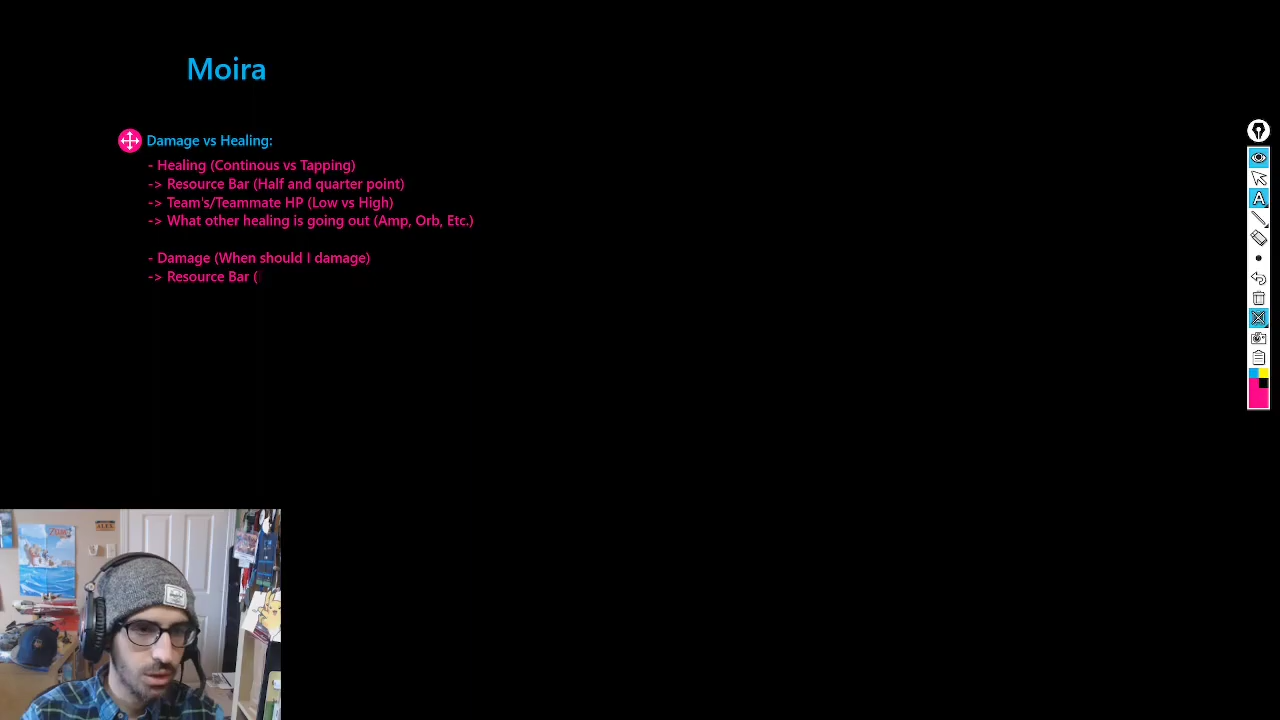 Moira
Damage vs Healing:
- Healing (Continous vs Tapping)
-> Resource Bar (Half and quarter point)
-> Team's/Teammate HP (Low vs High)
-> What other healing is going out (Amp, Orb, Etc.)
- Damage (When should I damage)
-> Resource Bar (
A